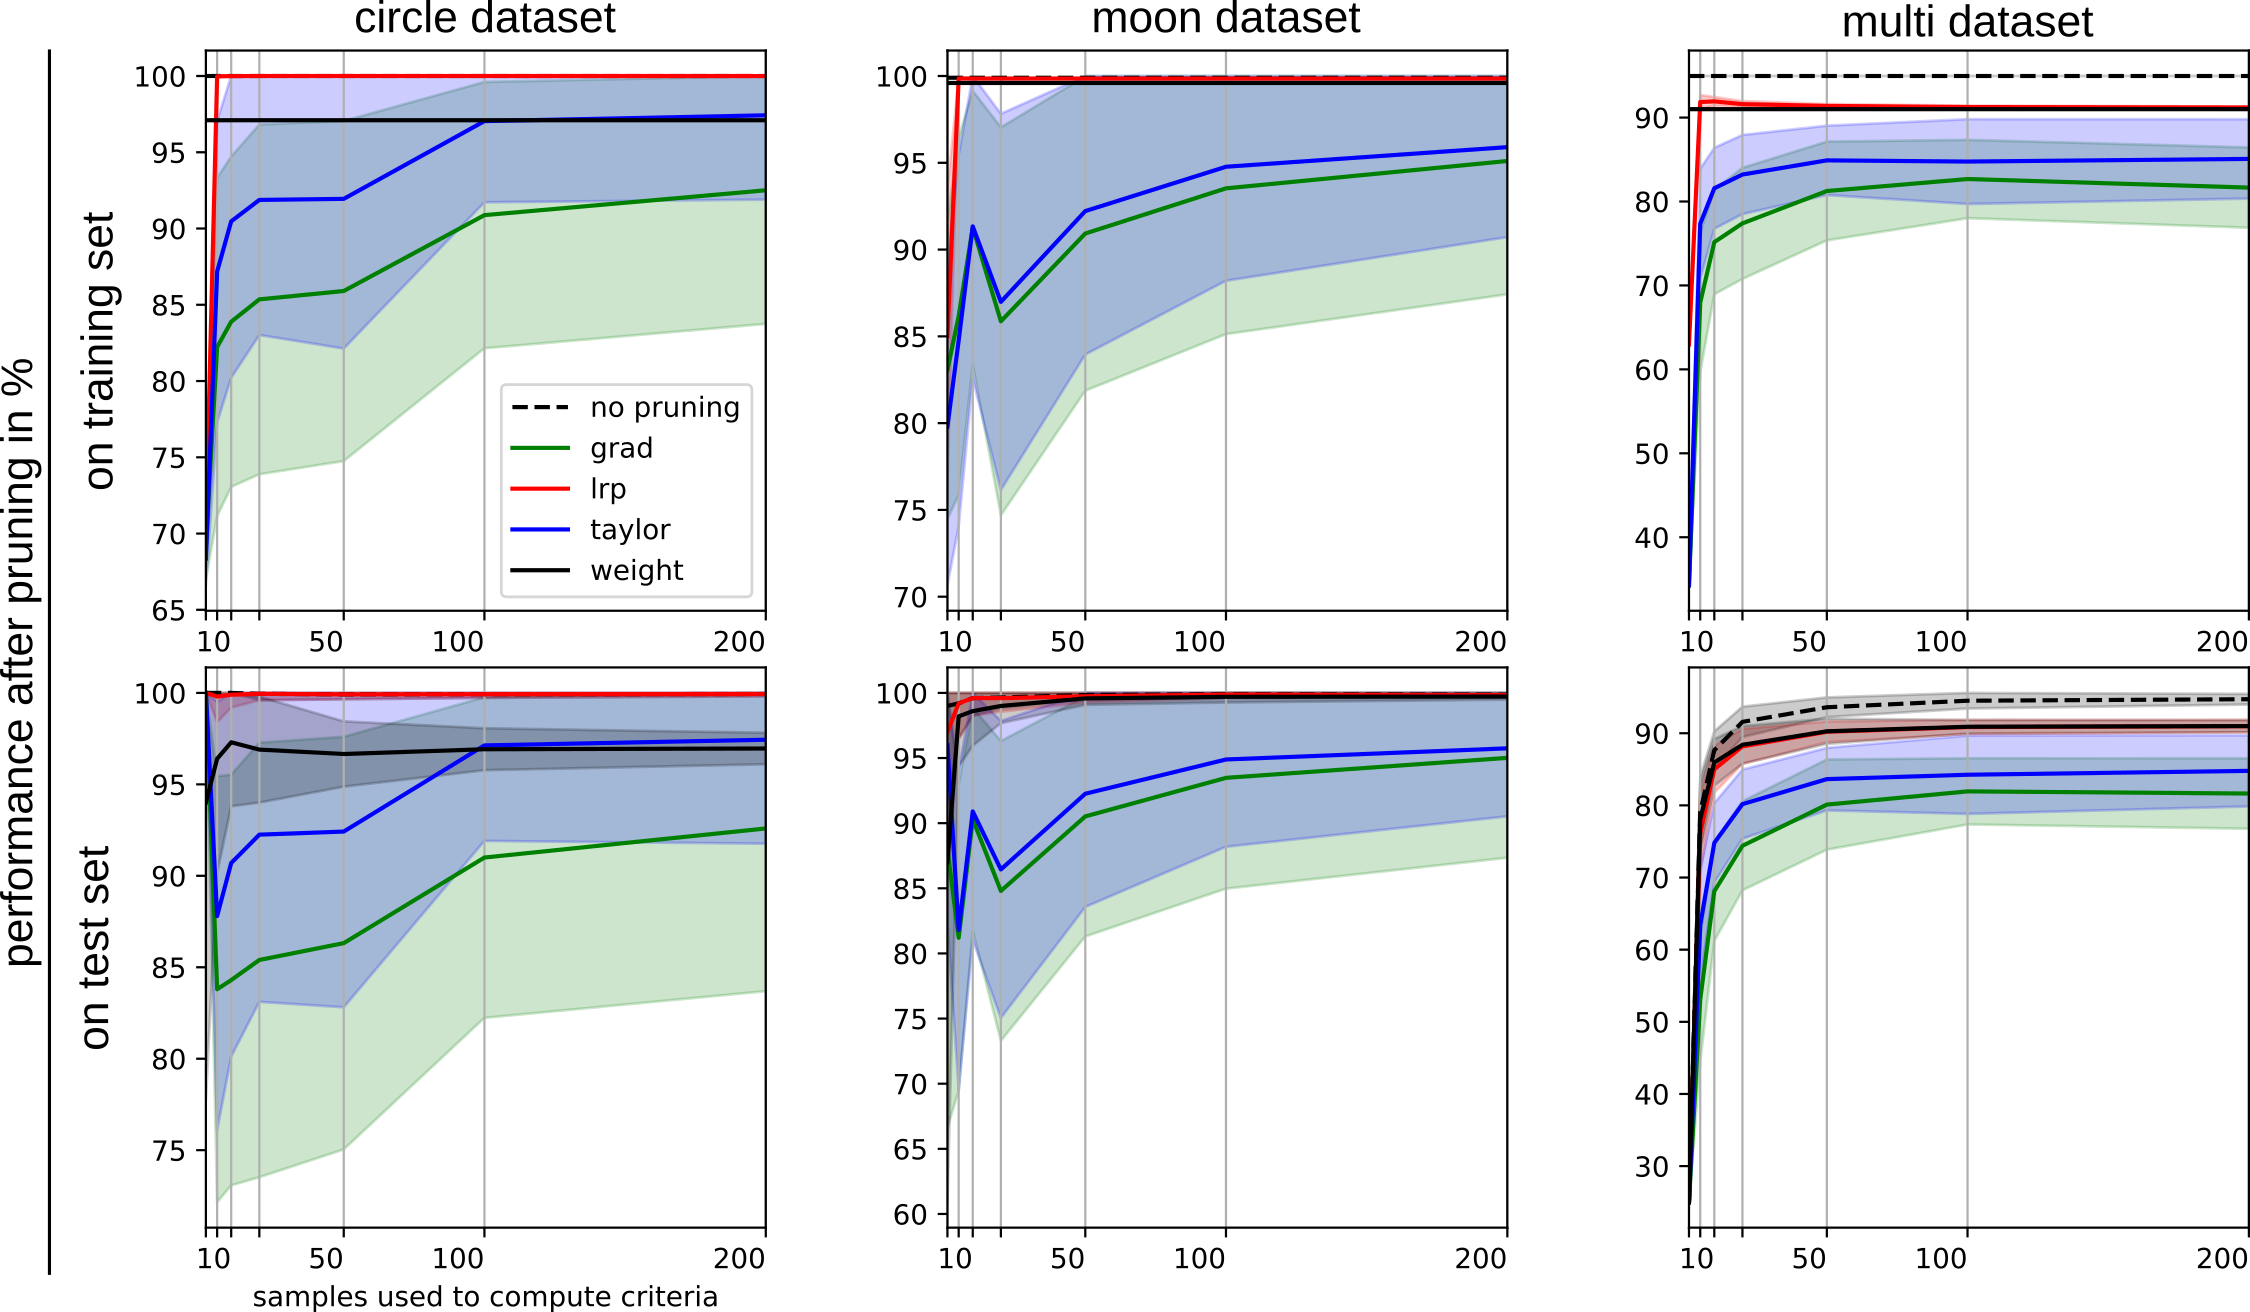 circle dataset
moon dataset
multi dataset
performance after pruning in %
on training set
100
95
90
85
80
75
70
65
10 50 100 200
no pruning
grad
lrp
taylor
weight
100
95
90
85
80
75
70
10 50 100 200
90
80
70
60
50
40
10 50 100 200
on test set
100
95
90
85
80
75
10 50 100 200
samples used to compute criteria
100
95
90
85
80
75
70
65
60
10 50 100 200
90
80
70
60
50
40
30
10 50 100 200